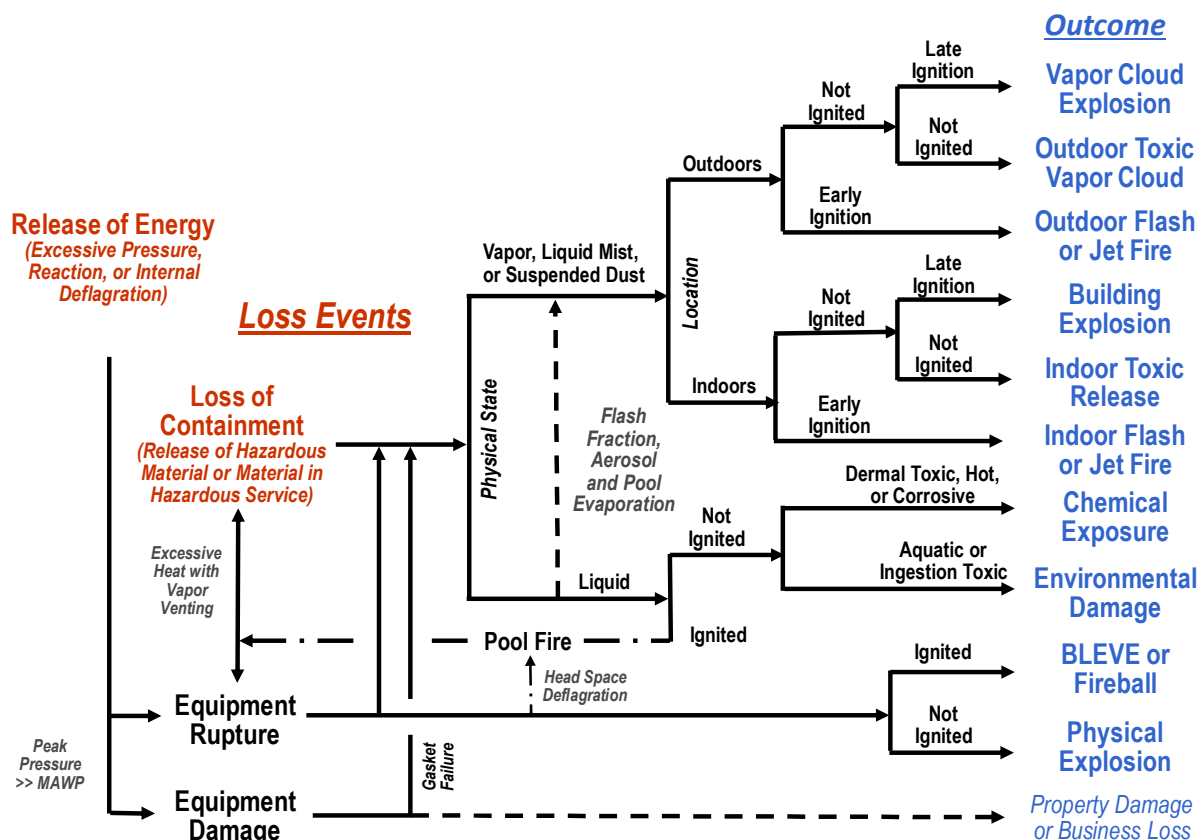 Outcome
Late
Ignition
Vapor Cloud
Explosion
Not
Ignited
Not
Ignited
Outdoor Toxic
Vapor Cloud
Outdoors
Early
Ignition
Outdoor Flash
or Jet Fire
Release of Energy
(Excessive Pressure,
Reaction, or Internal
Deflagration)
Vapor, Liquid Mist,
or Suspended Dust
Location
Late
Ignition
Building
Explosion
Loss Events
Not
Ignited
Not
Ignited
Indoor Toxic
Release
Indoors
Early
Ignition
Indoor Flash
or Jet Fire
Loss of
Containment
(Release of Hazardous
Material or Material in
Hazardous Service)
Physical State
Flash
Fraction,
Aerosol
and Pool
Evaporation
Dermal Toxic, Hot,
or Corrosive
Chemical
Exposure
Not
Ignited
Excessive
Heat with
Vapor
Venting
Aquatic or
Ingestion Toxic
Environmental
Damage
Liquid
Pool Fire
Ignited
Ignited
BLEVE or
Fireball
Head Space
Deflagration
Equipment
Rupture
Not
Ignited
Physical
Explosion
Peak
Pressure
>> MAWP
Gasket
Failure
Equipment
Damage
Property Damage
or Business Loss